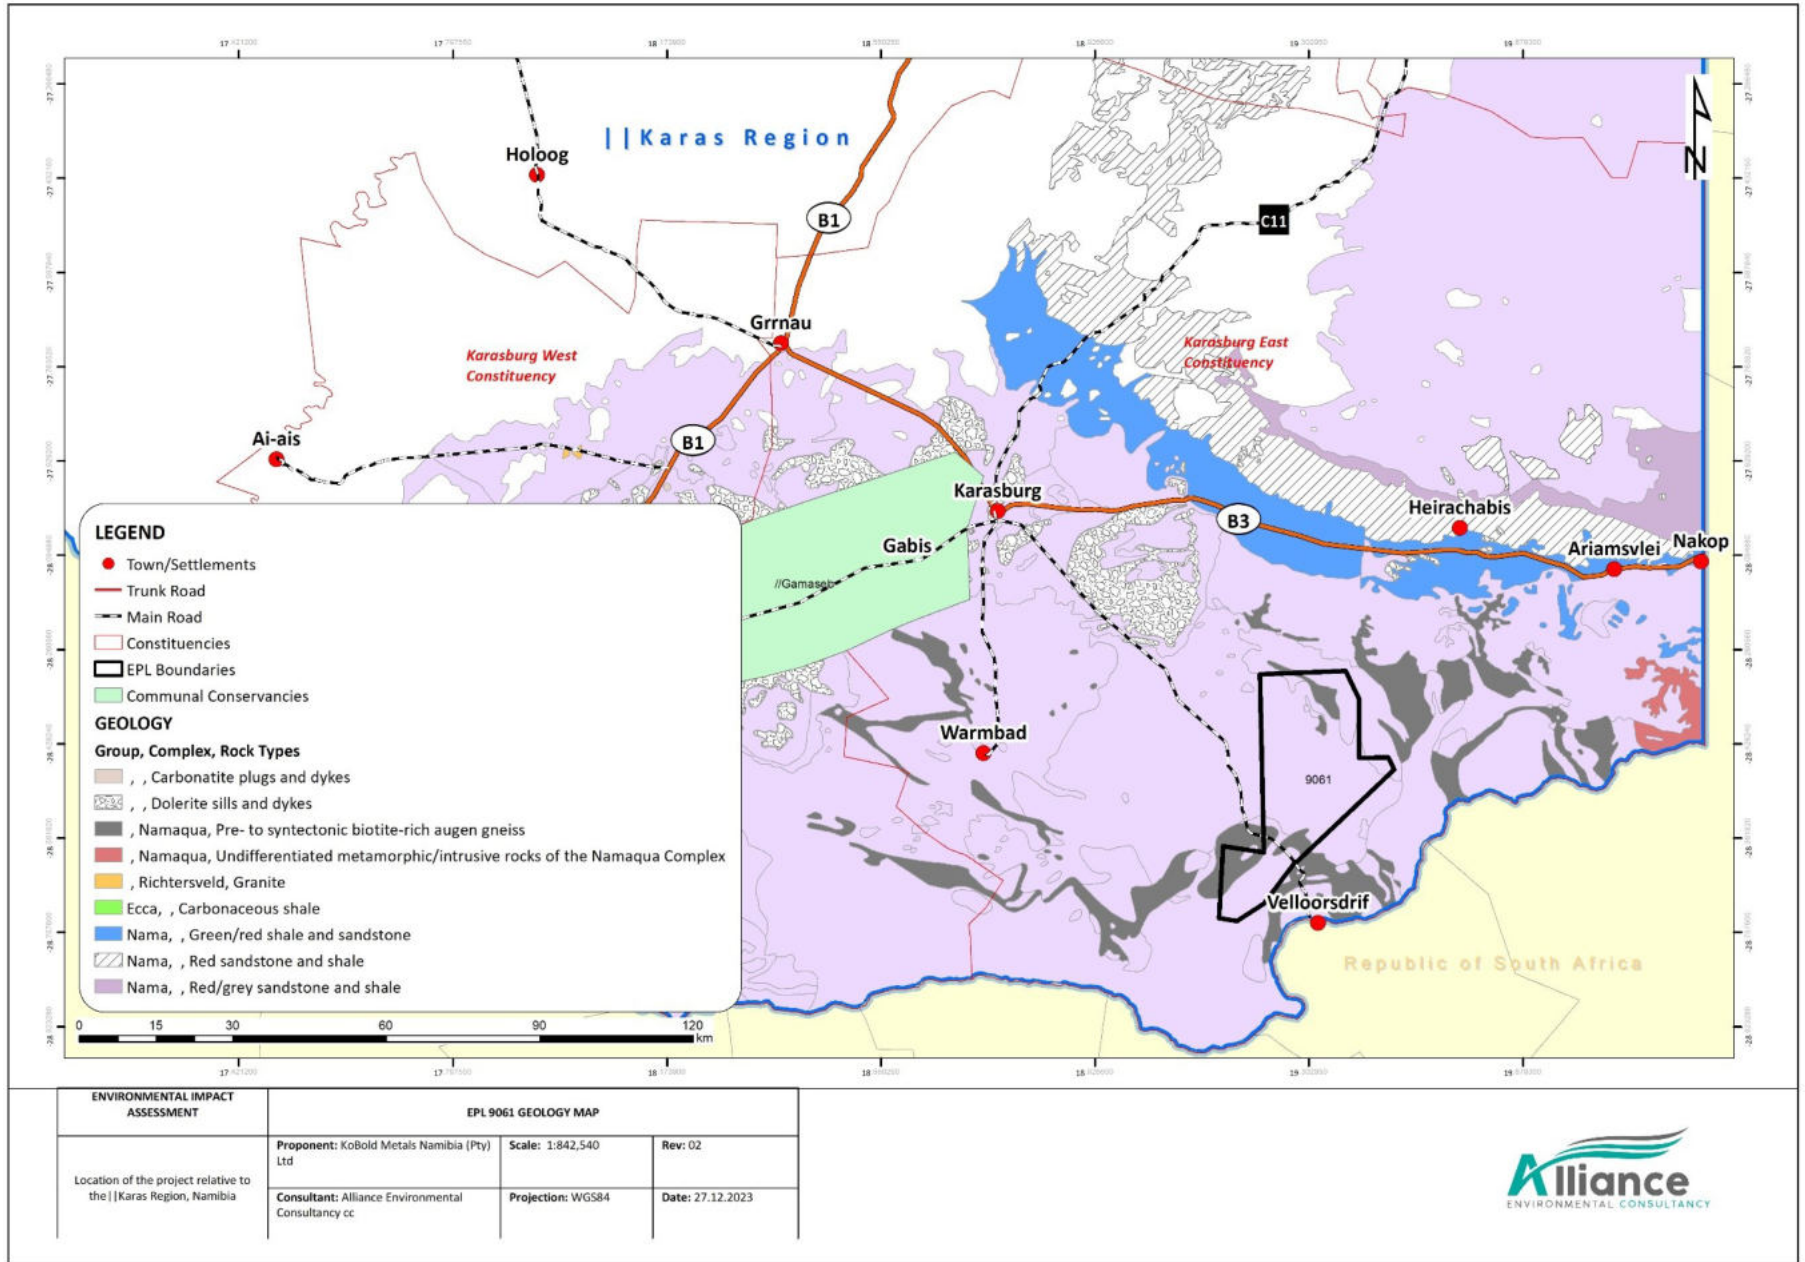 ||Karas Region
Holoog
B1
C11
Grrnau
Karasburg West
Constituency
Karasburg East
Constituency
B1
Ai-ais
Karasburg
B3
Heirachabis
Gabis
Ariamsvlei
Nakop
//Gamaseb
Warmbad
9061
Velloorsdrif
Republic of South Africa
N
LEGEND
Town/Settlements
Trunk Road
Main Road
Constituencies
EPL Boundaries
Communal Conservancies
GEOLOGY
Group, Complex, Rock Types
, , Carbonatite plugs and dykes
, , Dolerite sills and dykes
, Namaqua, Pre- to syntectonic biotite-rich augen gneiss
, Namaqua, Undifferentiated metamorphic/intrusive rocks of the Namaqua Complex
, Richtersveld, Granite
Ecca, , Carbonaceous shale
Nama, , Green/red shale and sandstone
Nama, , Red sandstone and shale
Nama, , Red/grey sandstone and shale
0 15 30 60 90 120
km
ENVIRONMENTAL IMPACT
ASSESSMENT
EPL 9061 GEOLOGY MAP
Location of the project relative to
the||Karas Region, Namibia
Proponent: KoBold Metals Namibia (Pty)
Ltd
Scale: 1:842,540
Rev: 02
Consultant: Alliance Environmental
Consultancy cc
Projection: WGS84
Date: 27.12.2023
Alliance
ENVIRONMENTAL CONSULTANCY